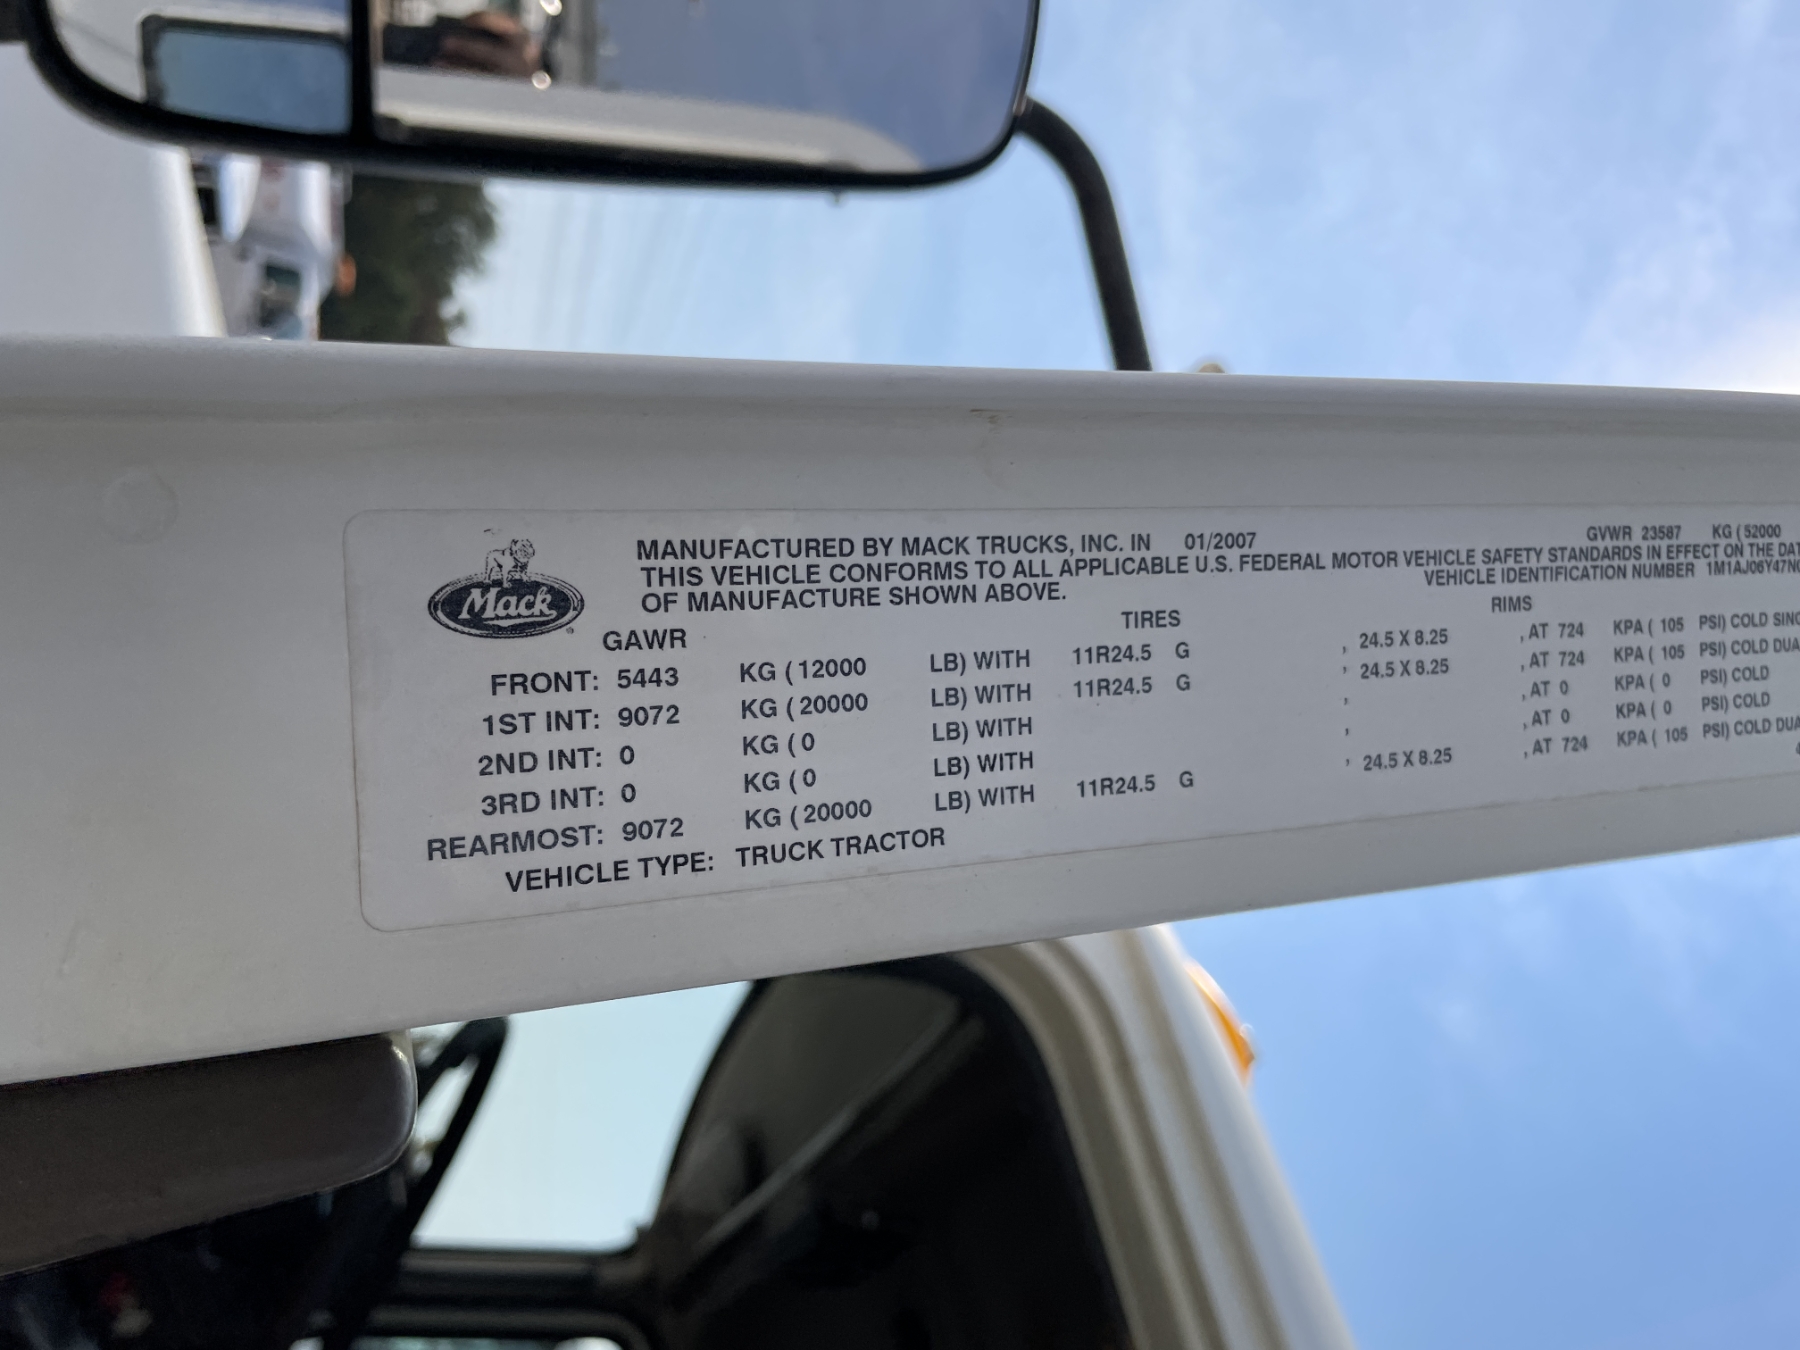 Mack
MANUFACTURED BY MACK TRUCKS, INC. IN 01/2007 GVWR 23587 KG ( 52000
THIS VEHICLE CONFORMS TO ALL APPLICABLE U.S. FEDERAL MOTOR VEHICLE SAFETY STANDARDS IN EFFECT ON THE DAT
OF MANUFACTURE SHOWN ABOVE. VEHICLE IDENTIFICATION NUMBER 1M1AJ06Y47N
GAWR TIRES RIMS
FRONT: 5443 KG ( 12000 LB) WITH 11R24.5 G , 24.5 X 8.25 , AT 724 KPA ( 105 PSI) COLD SING
1ST INT: 9072 KG ( 20000 LB) WITH 11R24.5 G , 24.5 X 8.25 , AT 724 KPA ( 105 PSI) COLD DUA
2ND INT: 0 KG ( 0 LB) WITH , , AT 0 KPA ( 0 PSI) COLD
3RD INT: 0 KG ( 0 LB) WITH , , AT 0 KPA ( 0 PSI) COLD
REARMOST: 9072 KG ( 20000 LB) WITH 11R24.5 G , 24.5 X 8.25 , AT 724 KPA ( 105 PSI) COLD DUA
VEHICLE TYPE: TRUCK TRACTOR